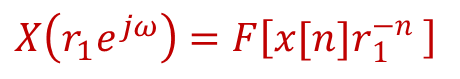 X(r₁e^{jω}) = F[x[n]r₁^{-n} ]